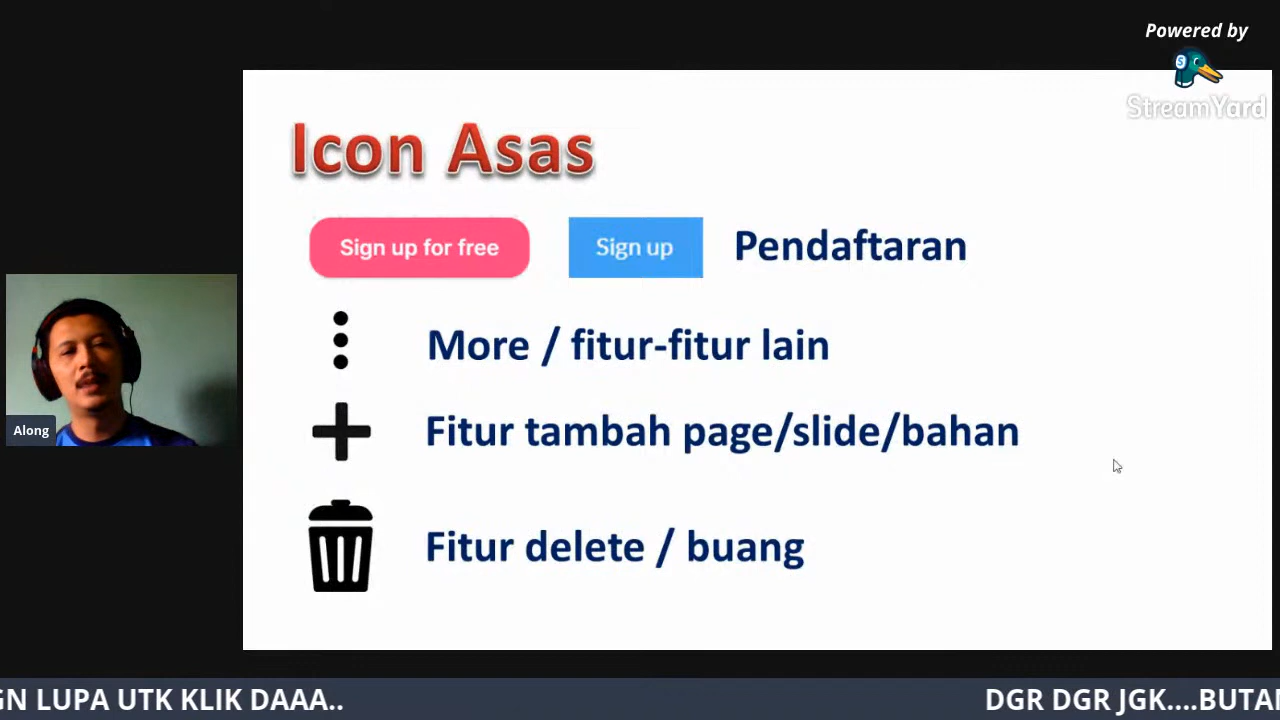 Powered by
StreamYard
Icon Asas
Sign up for free
Sign up
Pendaftaran
More / fitur-fitur lain
Fitur tambah page/slide/bahan
Fitur delete / buang
Along
GN LUPA UTK KLIK DAAA..
DGR DGR JGK....BUTAN